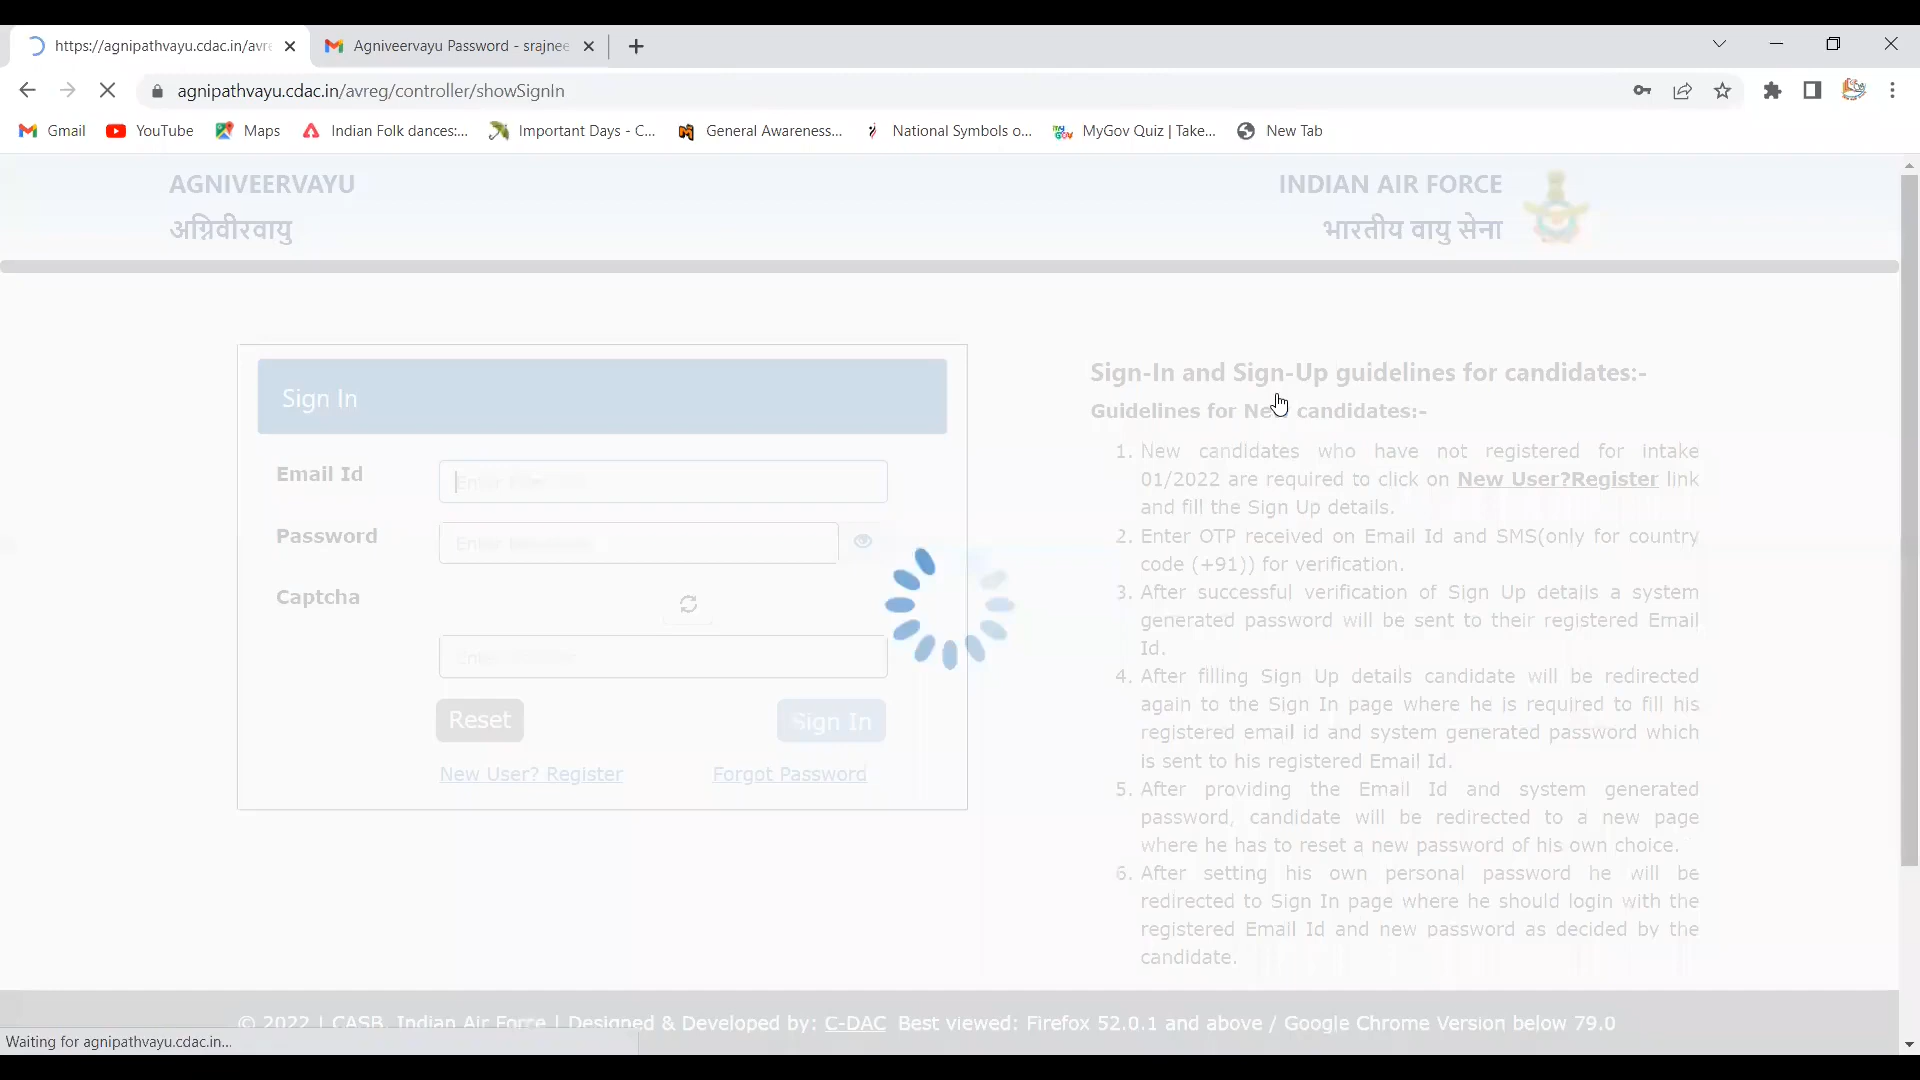 https://agnipathvayu.cdac.in/avre
Agniveervayu Password - srajnee
agnipathvayu.cdac.in/avreg/controller/showSignIn
Gmail
YouTube
Maps
Indian Folk dances:...
Important Days - C...
General Awareness...
National Symbols o...
MyGov Quiz | Take...
New Tab
AGNIVEERVAYU
अग्निवीरवायु
INDIAN AIR FORCE
भारतीय वायु सेना
Sign In
Email Id
Password
Captcha
Reset
Sign In
New User? Register
Forgot Password
Sign-In and Sign-Up guidelines for candidates:-
Guidelines for New candidates:-
1. New candidates who have not registered for intake
01/2022 are required to click on New User?Register link
and fill the Sign Up details.
2. Enter OTP received on Email Id and SMS(only for country
code (+91)) for verification.
3. After successful verification of Sign Up details a system
generated password will be sent to their registered Email
Id.
4. After filling Sign Up details candidate will be redirected
again to the Sign In page where he is required to fill his
registered email id and system generated password which
is sent to his registered Email Id.
5. After providing the Email Id and system generated
password, candidate will be redirected to a new page
where he has to reset a new password of his own choice.
6. After setting his own personal password he will be
redirected to Sign In page where he should login with the
registered Email Id and new password as decided by the
candidate.
© 2022 | CASB, Indian Air Force | Designed & Developed by: C-DAC Best viewed: Firefox 52.0.1 and above / Google Chrome Version below 79.0
Waiting for agnipathvayu.cdac.in...